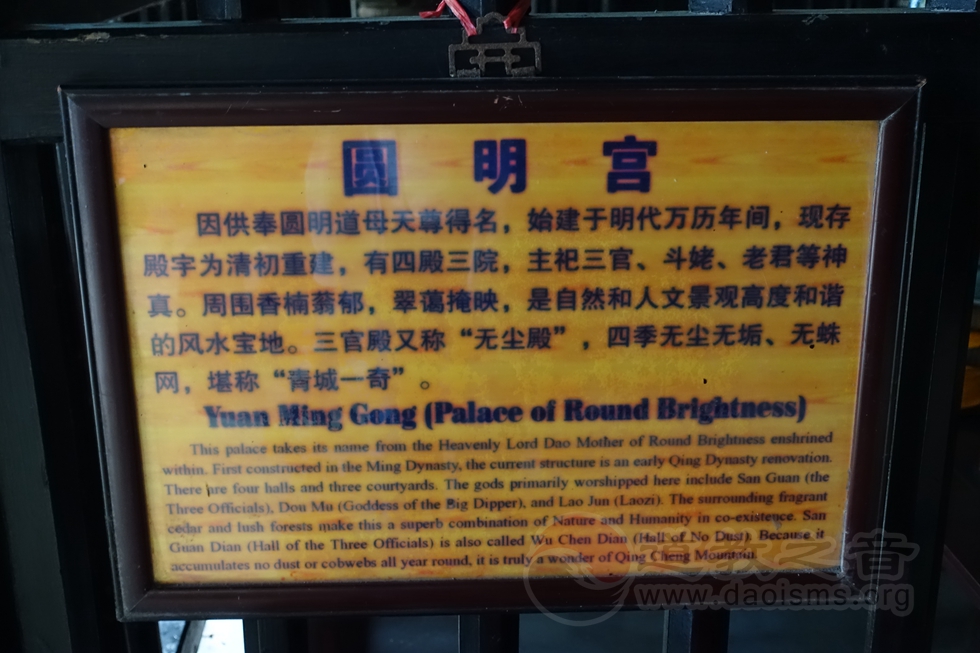 圆明宫
因供奉圆明道母天尊得名，始建于明代万历年间，现存
殿宇为清初重建，有四殿三院，主祀三官、斗姥、老君等神
真。周围香楠蓊郁，翠蔼掩映，是自然和人文景观高度和谐
的风水宝地。三官殿又称“无尘殿”，四季无尘无垢、无蛛
网，堪称“青城一奇”。
Yuan Ming Gong (Palace of Round Brightness)
This palace takes its name from the Heavenly Lord Dao Mother of Round Brightness enshrined
within. First constructed in the Ming Dynasty, the current structure is an early Qing Dynasty renovation.
There are four halls and three courtyards. The gods primarily worshipped here include San Guan (the
Three Officials), Dou Mu (Goddess of the Big Dipper), and Lao Jun (Laozi). The surrounding fragrant
cedar and lush forests make this a superb combination of Nature and Humanity in co-existence. San
Guan Dian (Hall of the Three Officials) is also called Wu Chen Dian (Hall of No Dust). Because it
accumulates no dust or cobwebs all year round, it is truly a wonder of Qing Cheng Mountain.
道教之音
www.daoisms.org